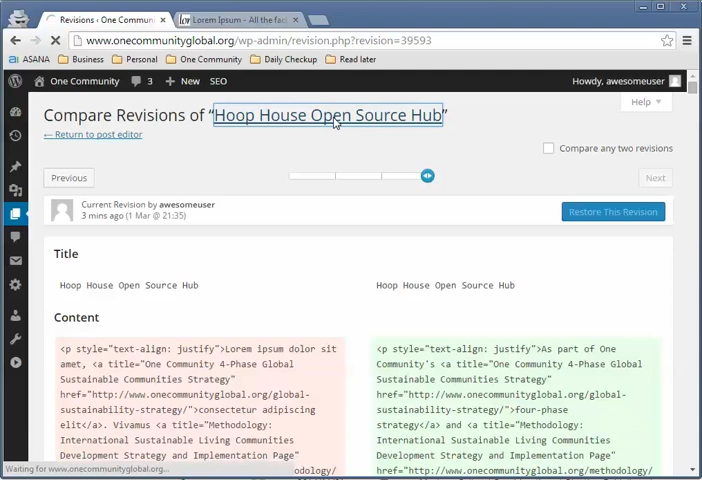 Revisions ‹ One Communit
Lorem Ipsum - All the fac
www.onecommunityglobal.org/wp-admin/revision.php?revision=39593
ASANA Business Personal One Community Daily Checkup Read later
One Community 3 New SEO Howdy, awesomeuser
Help
Compare Revisions of “Hoop House Open Source Hub”
← Return to post editor
Compare any two revisions
Previous Next
Current Revision by awesomeuser
3 mins ago (1 Mar @ 21:35)
Restore This Revision
Title
Hoop House Open Source Hub Hoop House Open Source Hub
Content
<p style="text-align: justify">Lorem ipsum dolor sit
amet, <a title="One Community 4-Phase Global
Sustainable Communities Strategy"
href="http://www.onecommunityglobal.org/global-
sustainability-strategy/">consectetur adipiscing
elit</a>. Vivamus <a title="Methodology:
International Sustainable Living Communities
Development Strategy and Implementation Page"
odology/
<p style="text-align: justify">As part of One
Community's <a title="One Community 4-Phase Global
Sustainable Communities Strategy"
href="http://www.onecommunityglobal.org/global-
sustainability-strategy/">four-phase
strategy</a> and <a title="Methodology:
International Sustainable Living Communities
Development Strategy and Implementation Page"
href="http://www.onecommunityglobal.org/methodology/
Waiting for www.onecommunityglobal.org...